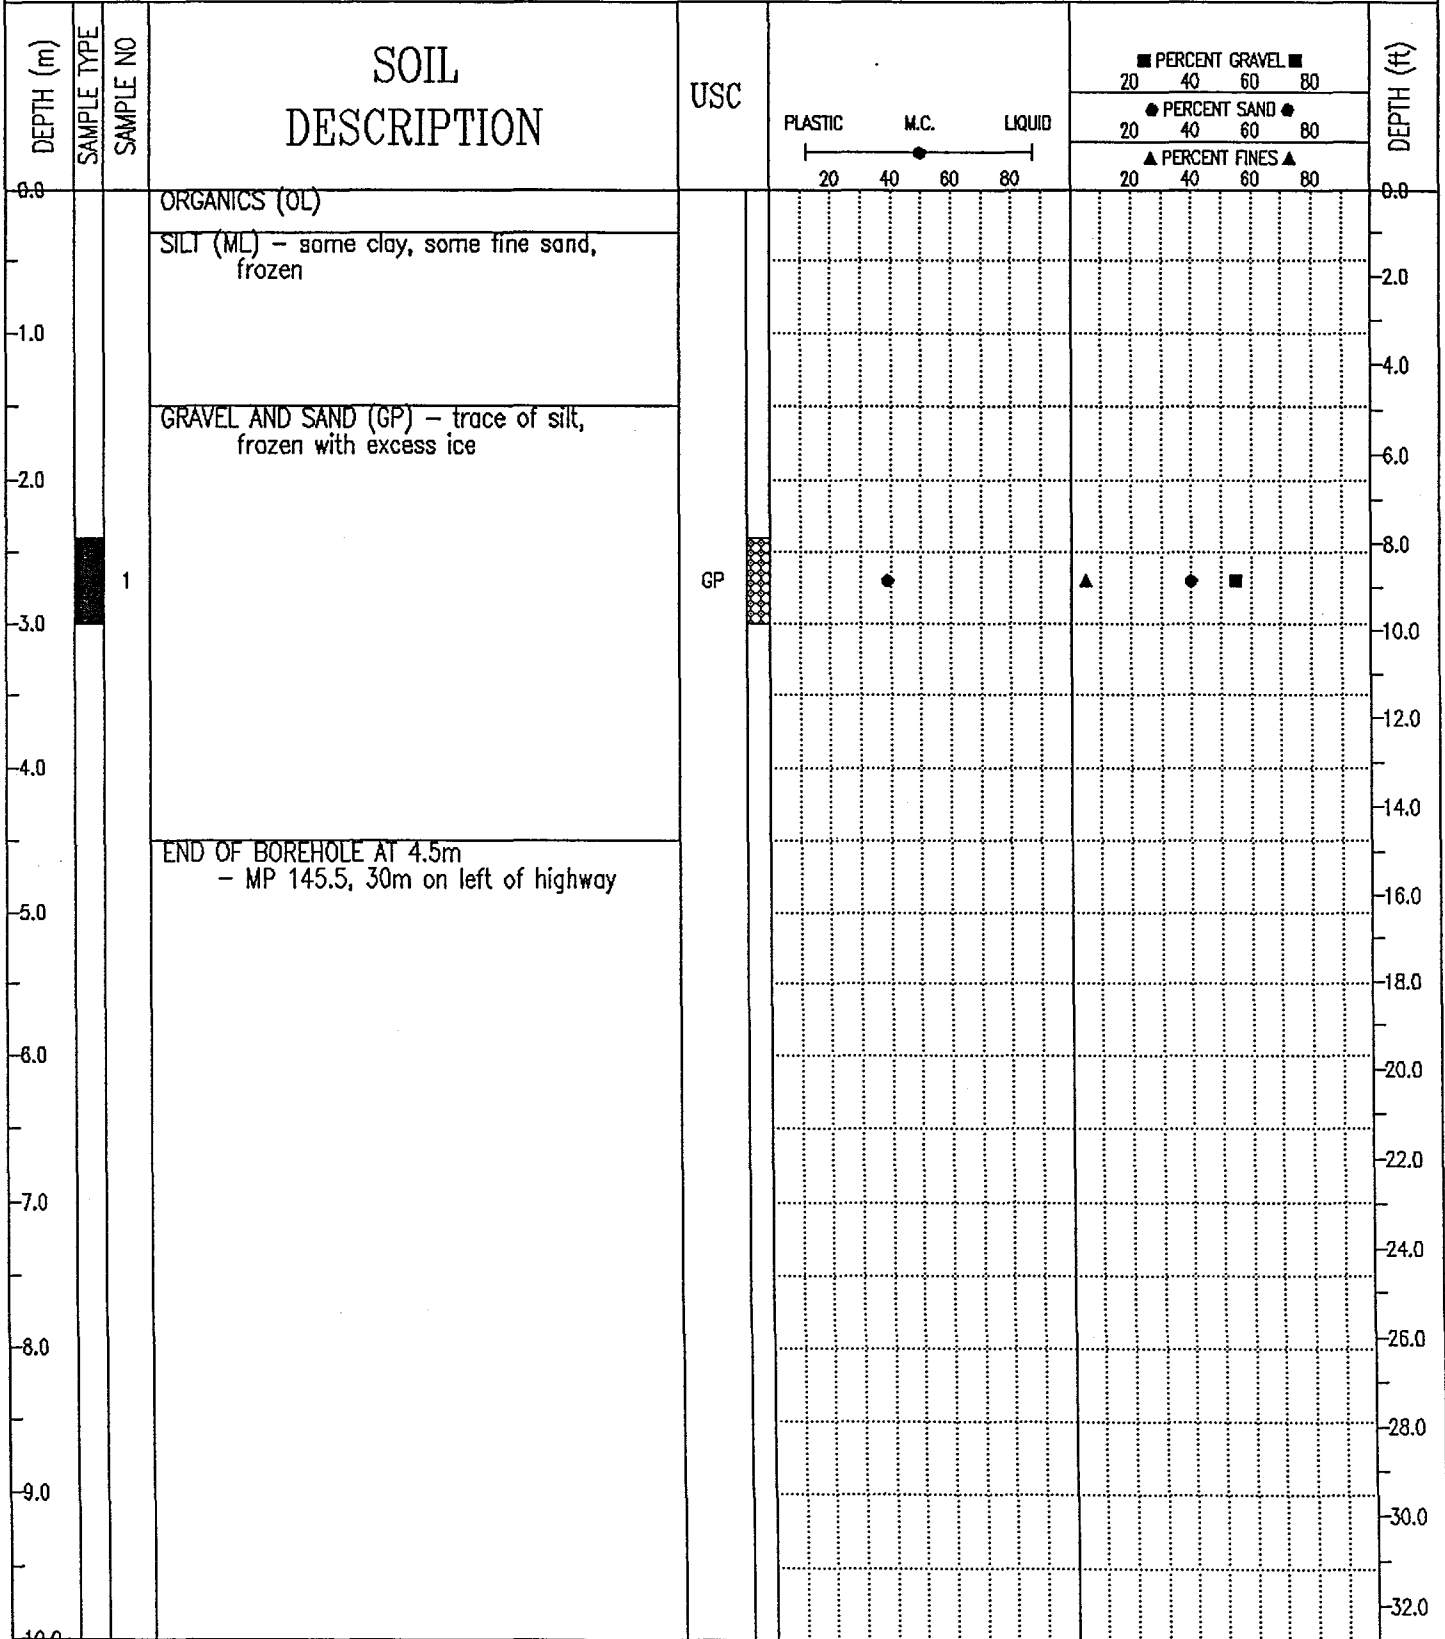 DEPTH (m)
SAMPLE TYPE
SAMPLE NO
SOIL
DESCRIPTION
USC
PLASTIC M.C. LIQUID
20 40 60 80
■ PERCENT GRAVEL ■
20 40 60 80
● PERCENT SAND ●
20 40 60 80
▲ PERCENT FINES ▲
20 40 60 80
DEPTH (ft)
0.0
ORGANICS (OL)
0.0
SILT (ML) – some clay, some fine sand,
frozen
2.0
1.0
4.0
GRAVEL AND SAND (GP) – trace of silt,
frozen with excess ice
6.0
2.0
8.0
1
GP
3.0
10.0
12.0
4.0
14.0
END OF BOREHOLE AT 4.5m
– MP 145.5, 30m on left of highway
16.0
5.0
18.0
6.0
20.0
22.0
7.0
24.0
8.0
26.0
28.0
9.0
30.0
32.0
10.0